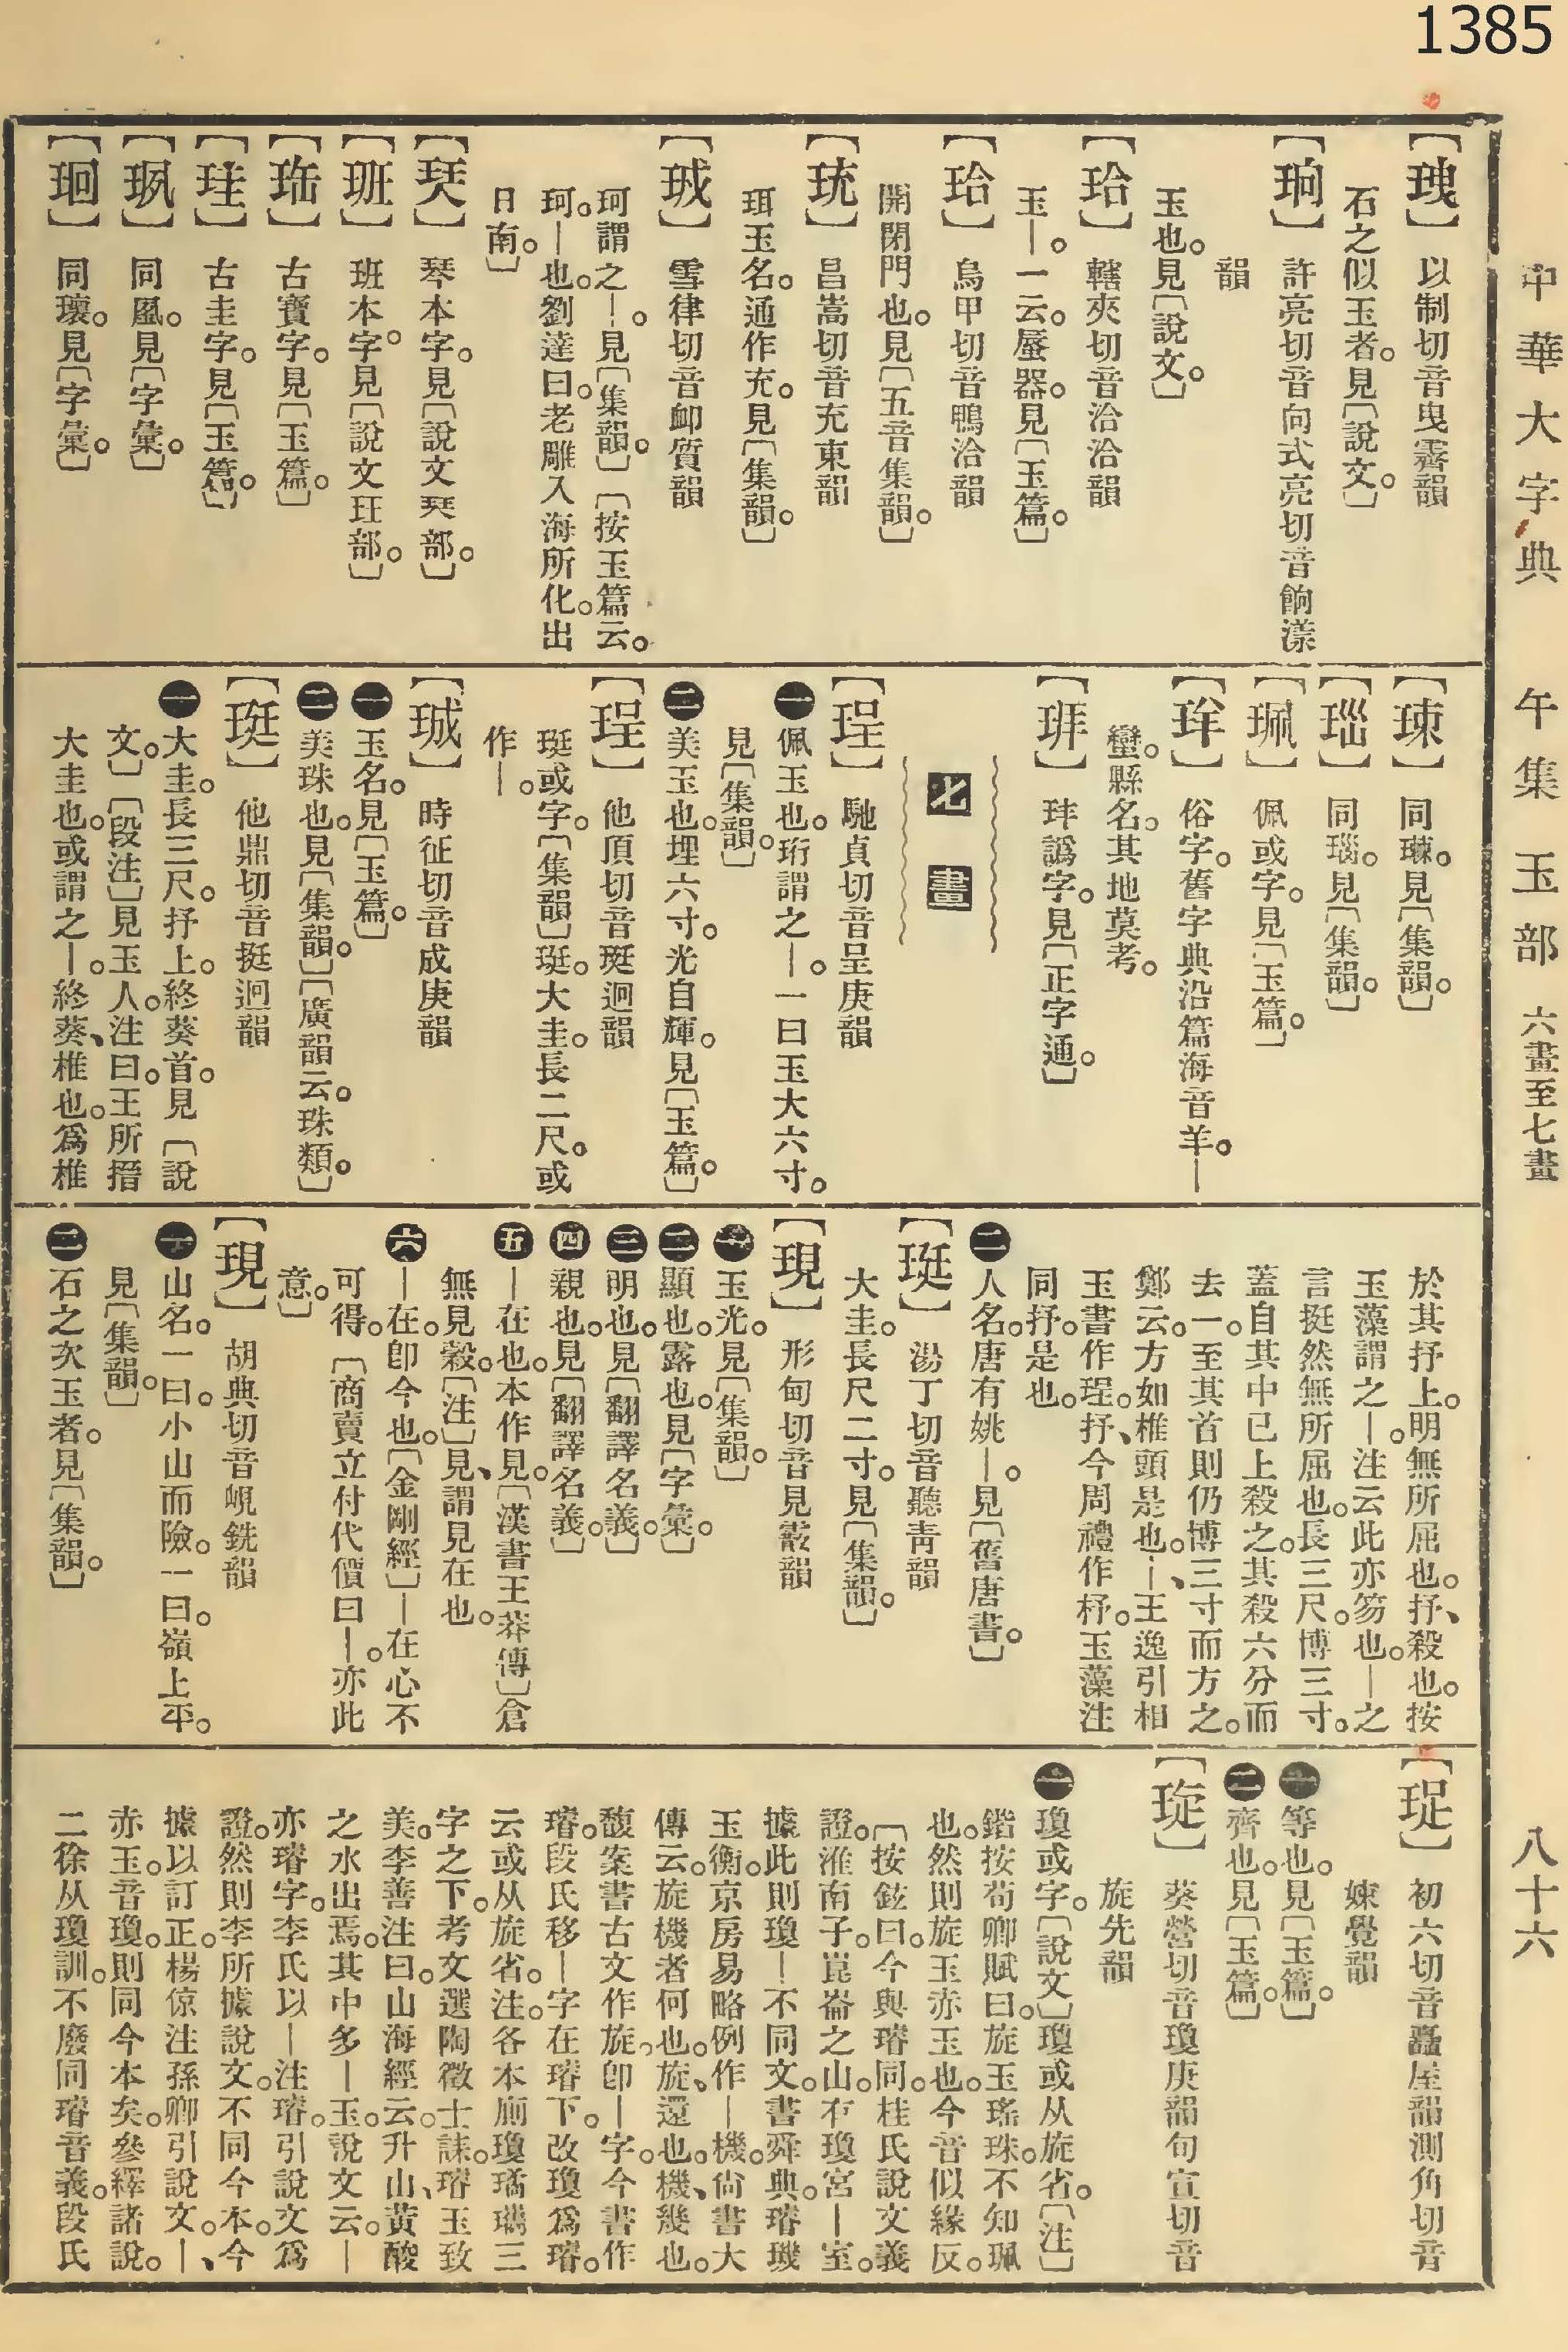 1385
中華大字典 午集 玉部 六畫至七畫 八十六
【㻔】以制切音曳霽韻
石之似玉者。見〔說文。〕
【珦】許亮切音向式亮切音餉漾
韻
玉也。見〔說文。〕
【珨】轄夾切音洽洽韻
玉—。一云。蜃器。見〔玉篇。〕
【珨】烏甲切音鴨洽韻
開閉門也。見〔五音集韻。〕
【珫】昌嵩切音充東韻
珥玉名。通作充。見〔集韻。〕
【珬】雪律切音卹質韻
珂謂之—。見〔集韻。〕〔按玉篇云。
珂。—也。劉逵曰。老雕入海所化。出
日南。〕
【珡】琴本字。見〔說文珡部。〕
【班】班本字。見〔說文玨部。〕
【珤】古寶字。見〔玉篇。〕
【珪】古圭字。見〔玉篇。〕
【珟】同風。見〔字彙。〕
【珻】同瓌。見〔字彙。〕
【㻋】同㻋。見〔集韻。〕
【㺸】同瑙。見〔集韻。〕
【珮】佩或字。見〔玉篇。〕
【珜】俗字。舊字典沿篇海音羊。—
蠻。縣名。其地莫考。
【琲】玤譌字。見〔正字通。〕
七 畫
【珵】馳貞切音呈庚韻
一佩玉也。珩謂之—。一曰玉大六寸。
見〔集韻。〕
二美玉也。埋六寸。光自輝。見〔玉篇。〕
【珵】他頂切音珽迥韻
珽或字。〔集韻〕珽。大圭。長二尺。或
作—。
【珹】時征切音成庚韻
一玉名。見〔玉篇。〕
二美珠也。見〔集韻。〕〔廣韻云。珠類。〕
【珽】他鼎切音挺迥韻
一大圭。長三尺。抒上。終葵首。見〔說
文。〕〔段注〕見玉人。注曰。王所搢
大圭也。或謂之—。終葵、椎也。爲椎
於其抒上。明無所屈也。抒、殺也。按
玉藻謂之—。注云此亦笏也。—之
言挺然無所屈也。長三尺。博三寸。
蓋自其中已上殺之。其殺六分而
去一。至其首則仍博三寸而方之。
鄭云。方如椎頭是也。—、王逸引相
玉書作珵。抒、今周禮作杼。玉藻注
同抒。是也。
二人名。唐有姚—。見〔舊唐書。〕
【珽】湯丁切音聽靑韻
大圭。長尺二寸。見〔集韻。〕
【現】形甸切音見霰韻
一玉光。見〔集韻。〕
二顯也。露也。見〔字彙。〕
三明也。見〔翻譯名義。〕
四親也。見〔翻譯名義。〕
五—在也。本作見。〔漢書王莽傳〕倉
無見穀。〔注〕見、謂見在也。
六—在。卽今也。〔金剛經〕—在心不
可得。〔商賣立付代價曰—。亦此
意。〕
【現】胡典切音峴銑韻
一山名。一曰。小山而險。一曰。嶺上平。
見〔集韻。〕
二石之次玉者。見〔集韻。〕
【珿】初六切音矗屋韻測角切音
娕覺韻
一等也。見〔玉篇。〕
二齊也。見〔玉篇。〕
【琁】葵營切音瓊庚韻旬宣切音
旋先韻
一瓊或字。〔說文〕瓊或从旋省。〔注〕
鍇按荀卿賦曰。旋玉瑤珠。不知珮
也。然則旋玉亦玉也。今音似緣反。
〔按鉉曰。今與璿同。桂氏說文義
證。淮南子。崑崙之山。有瓊宮—室。
據此則瓊—不同文。書舜典。璿璣
玉衡。京房易略例作—機。尙書大
傳云。旋機者何也。旋、還也。機、幾也。
馥案書古文作旋。卽—字。今書作
璿。段氏移—字在璿下。改瓊爲璿。
云或从旋省。注。各本廁瓊璚瓗三
字之下。考文選陶徵士誄。璿玉致
美。李善注曰。山海經云。升山、黃酸
之水出焉。其中多—玉。說文云。—
亦璿字。李氏以—注璿。引說文爲
證。然則李所據說文。不同今本。今
據以訂正。楊倞注孫卿引說文。—、
亦玉。音瓊。則同今本矣。參繹諸說。
二徐从瓊訓。不廢同璿音義。段氏